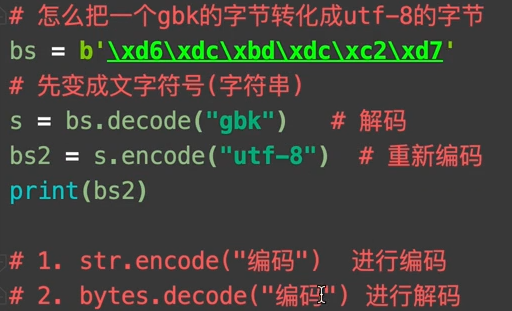 # 怎么把一个gbk的字节转化成utf-8的字节
bs = b'\xd6\xdc\xbd\xdc\xc2\xd7'
# 先变成文字符号(字符串)
s = bs.decode("gbk")   # 解码
bs2 = s.encode("utf-8")  # 重新编码
print(bs2)
# 1. str.encode("编码")  进行编码
# 2. bytes.decode("编码") 进行解码